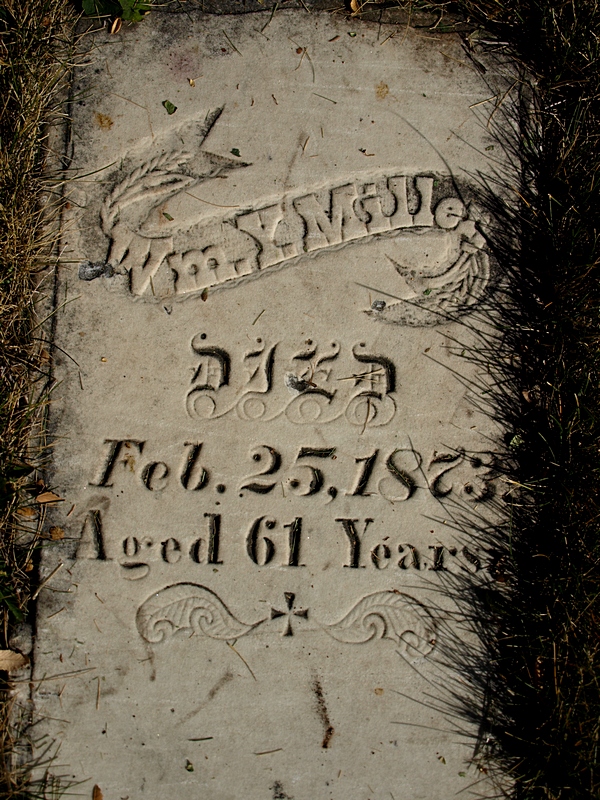 Wm. Y. Miller
DIED
Feb. 25, 1873.
Aged 61 Years.